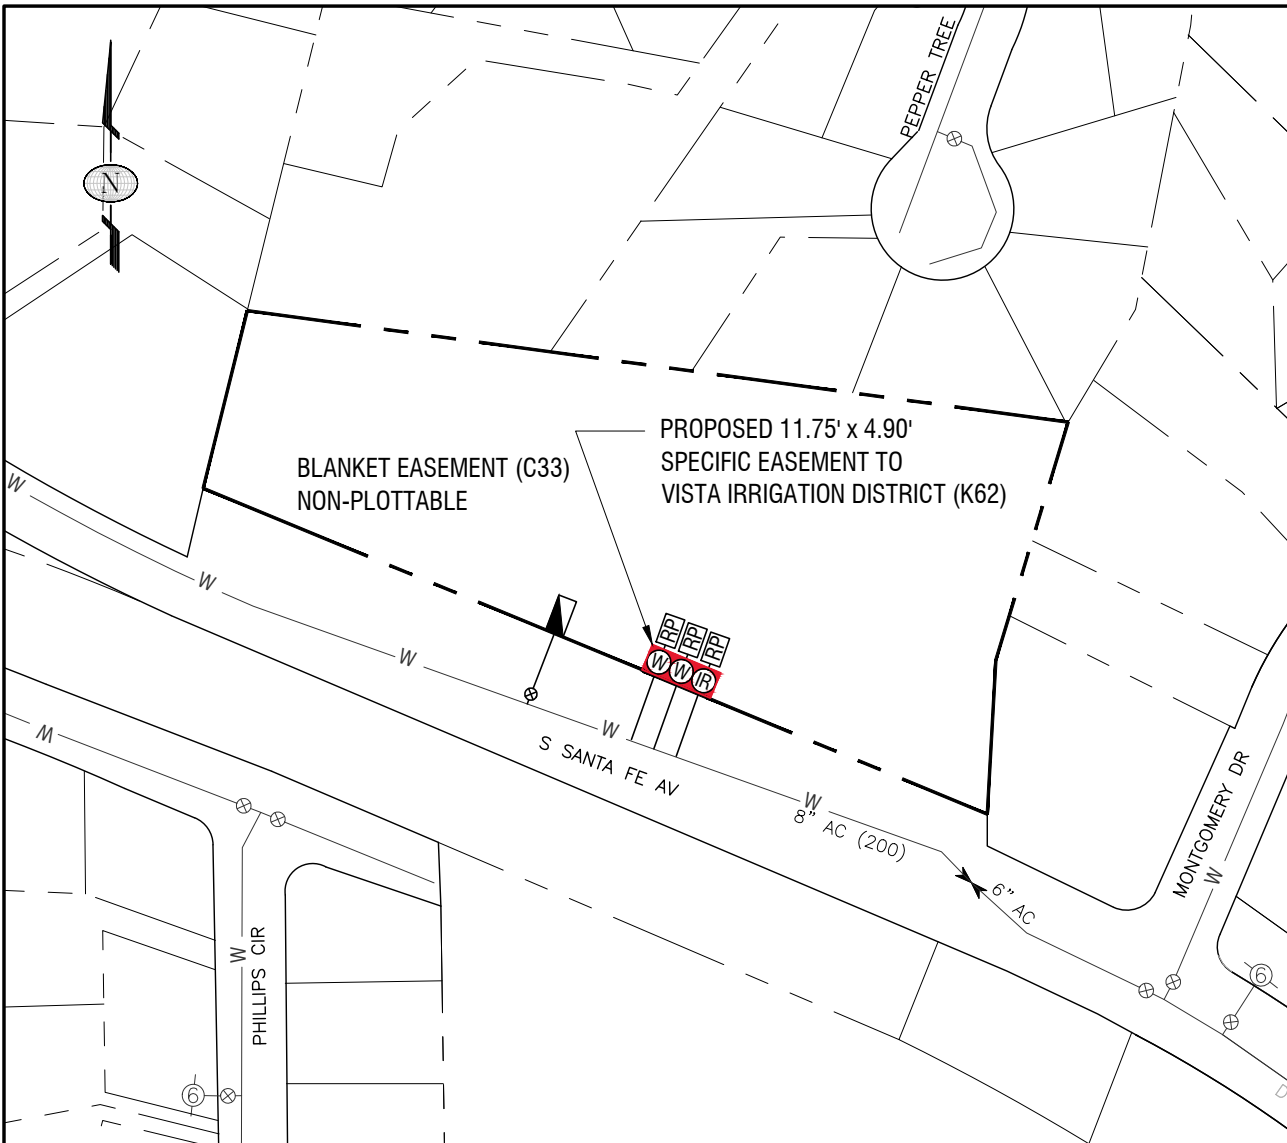 PEPPER TREE
N
PROPOSED 11.75' x 4.90'
SPECIFIC EASEMENT TO
VISTA IRRIGATION DISTRICT (K62)
BLANKET EASEMENT (C33)
NON-PLOTTABLE
W
W
W
RP
RP
RP
W
W
IR
W
W
S SANTA FE AV
W
8" AC (200)
6" AC
MONTGOMERY DR
W
W
PHILLIPS CIR
6
6
D